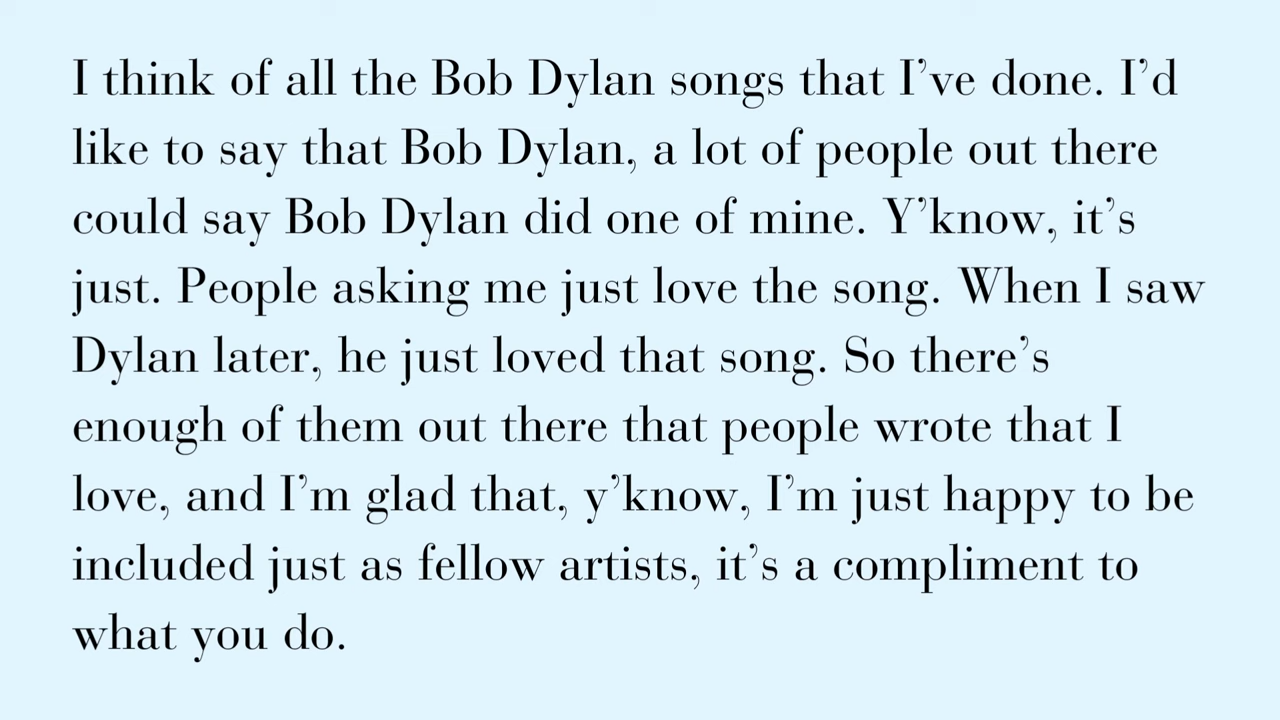 I think of all the Bob Dylan songs that I’ve done. I’d
like to say that Bob Dylan, a lot of people out there
could say Bob Dylan did one of mine. Y’know, it’s
just. People asking me just love the song. When I saw
Dylan later, he just loved that song. So there’s
enough of them out there that people wrote that I
love, and I’m glad that, y’know, I’m just happy to be
included just as fellow artists, it’s a compliment to
what you do.